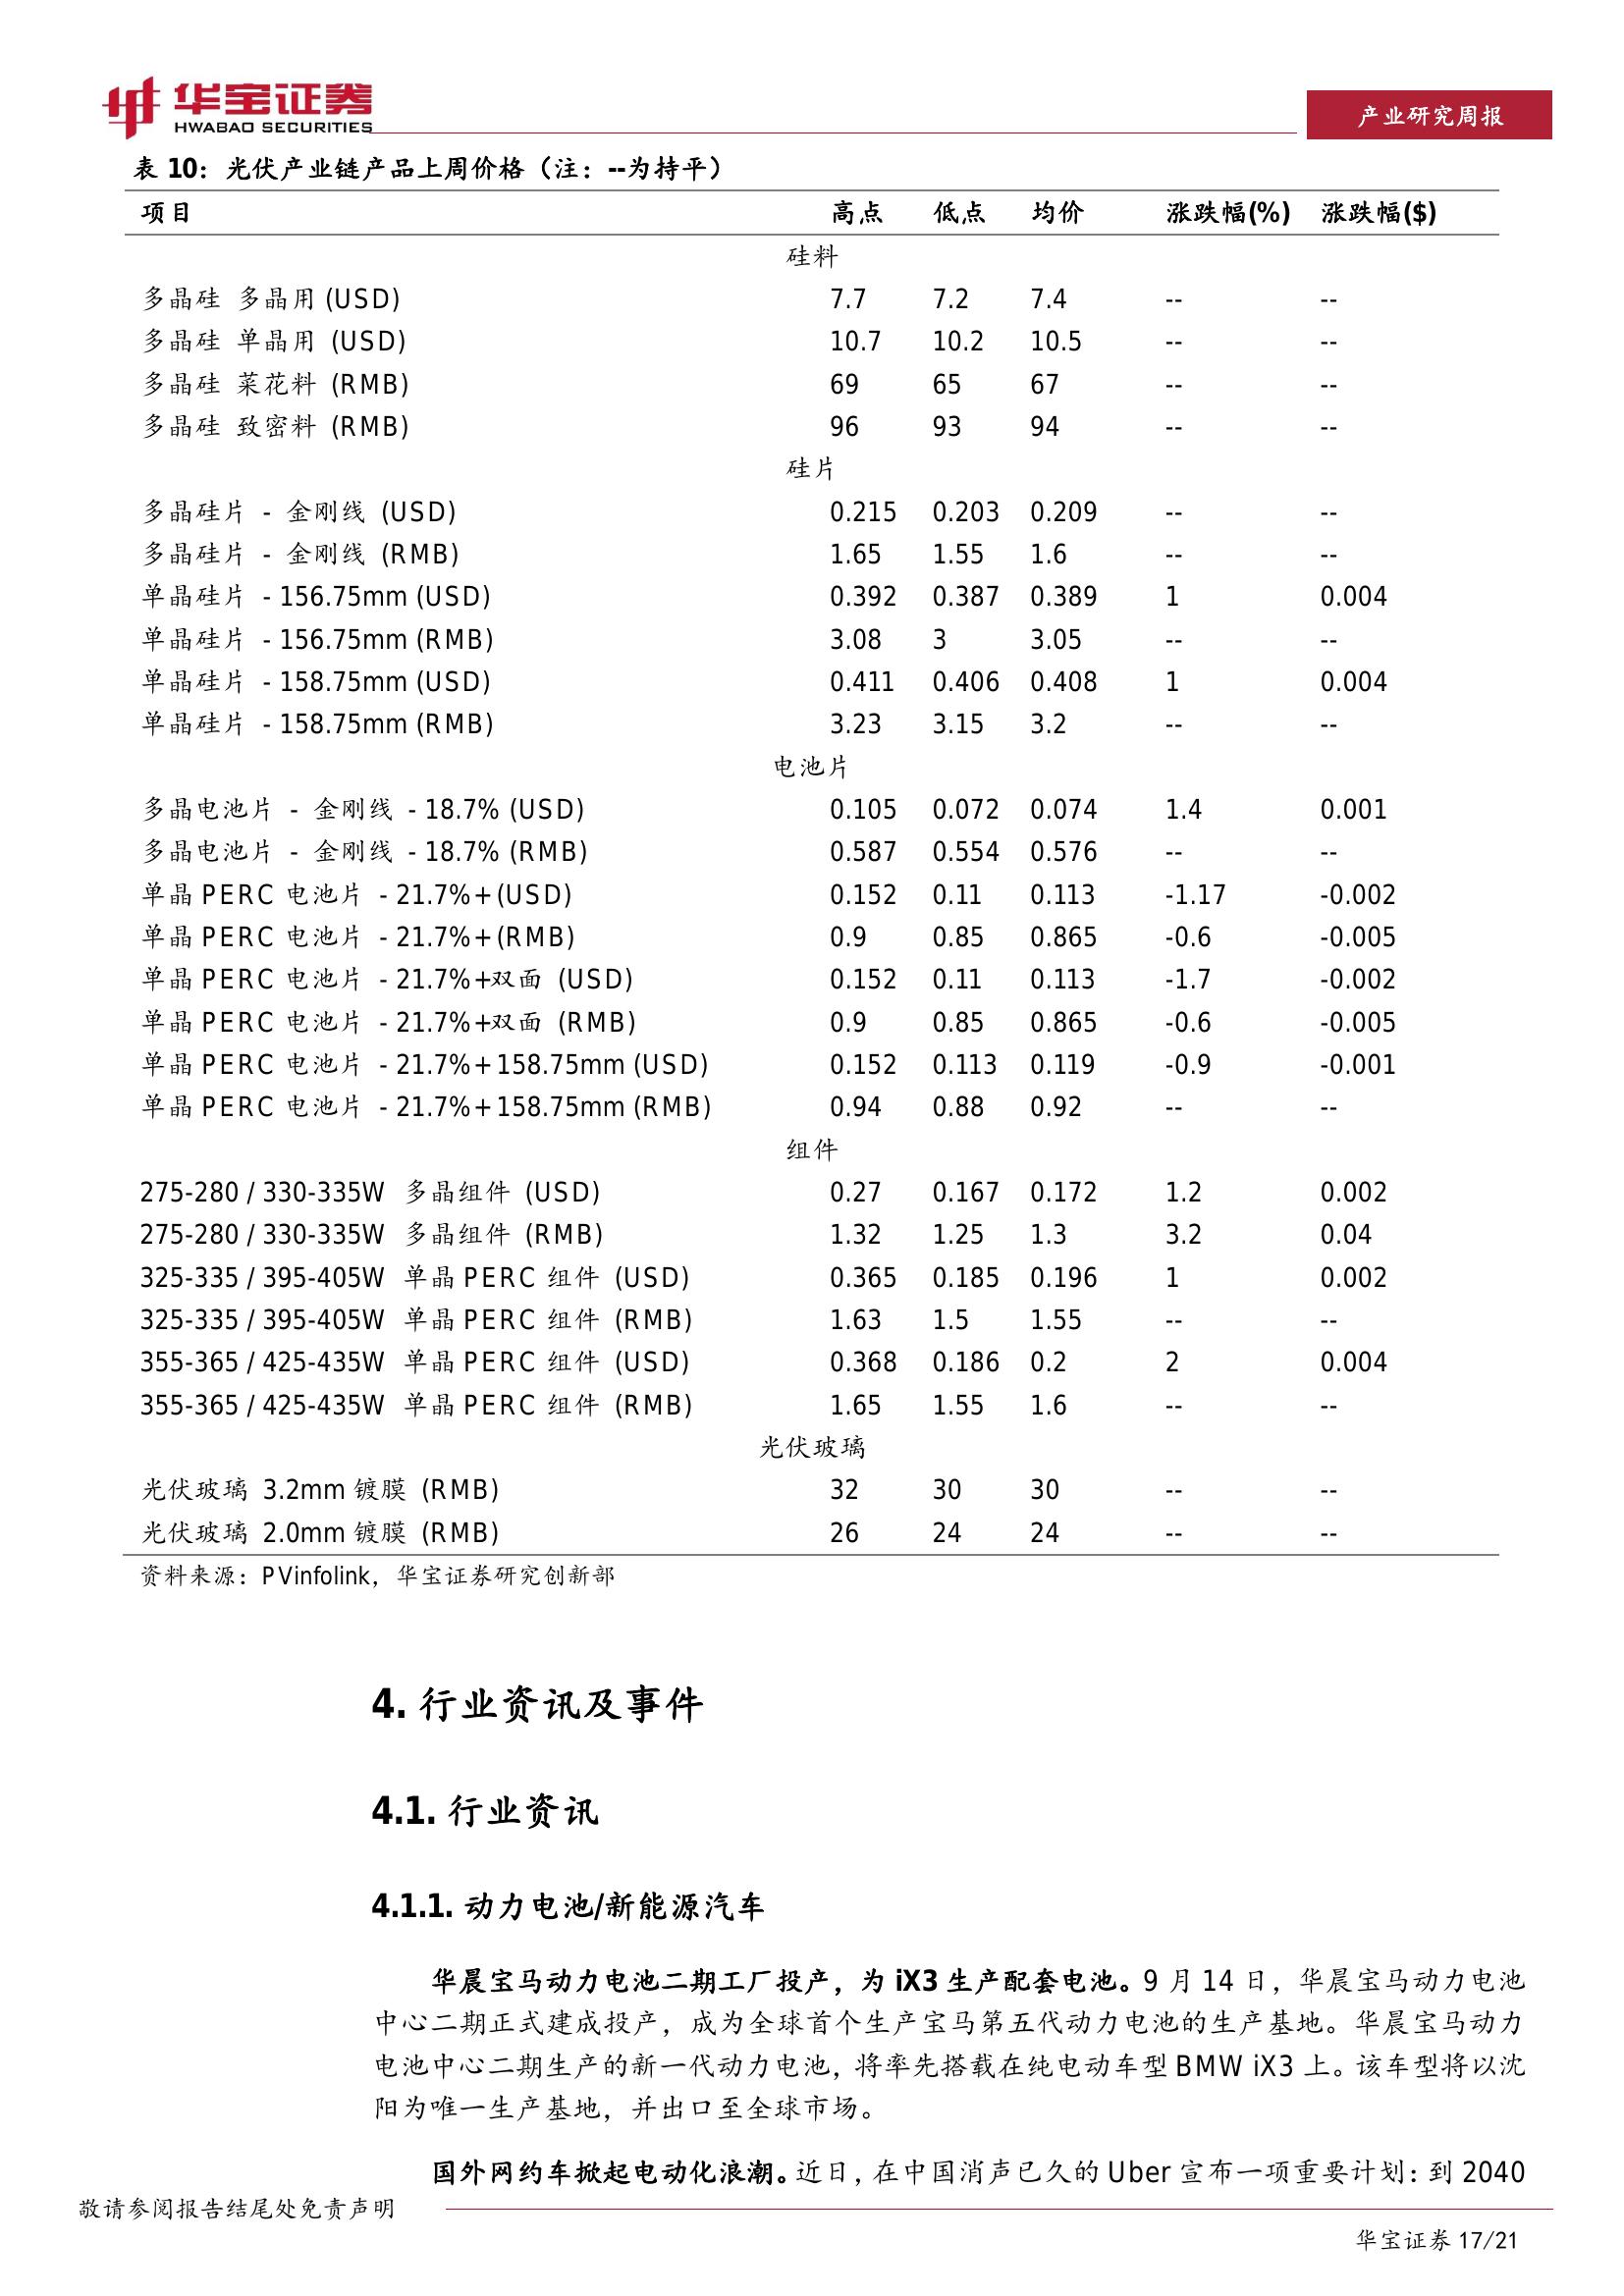 华宝证券
HWABAO SECURITIES
产业研究周报
表 10：光伏产业链产品上周价格（注：--为持平）
项目 高点 低点 均价 涨跌幅(%) 涨跌幅($)
硅料
多晶硅 多晶用 (USD) 7.7 7.2 7.4 -- --
多晶硅 单晶用 (USD) 10.7 10.2 10.5 -- --
多晶硅 菜花料 (RMB) 69 65 67 -- --
多晶硅 致密料 (RMB) 96 93 94 -- --
硅片
多晶硅片 - 金刚线 (USD) 0.215 0.203 0.209 -- --
多晶硅片 - 金刚线 (RMB) 1.65 1.55 1.6 -- --
单晶硅片 - 156.75mm (USD) 0.392 0.387 0.389 1 0.004
单晶硅片 - 156.75mm (RMB) 3.08 3 3.05 -- --
单晶硅片 - 158.75mm (USD) 0.411 0.406 0.408 1 0.004
单晶硅片 - 158.75mm (RMB) 3.23 3.15 3.2 -- --
电池片
多晶电池片 - 金刚线 - 18.7% (USD) 0.105 0.072 0.074 1.4 0.001
多晶电池片 - 金刚线 - 18.7% (RMB) 0.587 0.554 0.576 -- --
单晶 PERC 电池片 - 21.7%+ (USD) 0.152 0.11 0.113 -1.17 -0.002
单晶 PERC 电池片 - 21.7%+ (RMB) 0.9 0.85 0.865 -0.6 -0.005
单晶 PERC 电池片 - 21.7%+双面 (USD) 0.152 0.11 0.113 -1.7 -0.002
单晶 PERC 电池片 - 21.7%+双面 (RMB) 0.9 0.85 0.865 -0.6 -0.005
单晶 PERC 电池片 - 21.7%+ 158.75mm (USD) 0.152 0.113 0.119 -0.9 -0.001
单晶 PERC 电池片 - 21.7%+ 158.75mm (RMB) 0.94 0.88 0.92 -- --
组件
275-280 / 330-335W 多晶组件 (USD) 0.27 0.167 0.172 1.2 0.002
275-280 / 330-335W 多晶组件 (RMB) 1.32 1.25 1.3 3.2 0.04
325-335 / 395-405W 单晶 PERC 组件 (USD) 0.365 0.185 0.196 1 0.002
325-335 / 395-405W 单晶 PERC 组件 (RMB) 1.63 1.5 1.55 -- --
355-365 / 425-435W 单晶 PERC 组件 (USD) 0.368 0.186 0.2 2 0.004
355-365 / 425-435W 单晶 PERC 组件 (RMB) 1.65 1.55 1.6 -- --
光伏玻璃
光伏玻璃 3.2mm 镀膜 (RMB) 32 30 30 -- --
光伏玻璃 2.0mm 镀膜 (RMB) 26 24 24 -- --
资料来源：PVinfolink，华宝证券研究创新部
4. 行业资讯及事件
4.1. 行业资讯
4.1.1. 动力电池/新能源汽车
华晨宝马动力电池二期工厂投产，为 iX3 生产配套电池。9 月 14 日，华晨宝马动力电池
中心二期正式建成投产，成为全球首个生产宝马第五代动力电池的生产基地。华晨宝马动力
电池中心二期生产的新一代动力电池，将率先搭载在纯电动车型 BMW iX3 上。该车型将以沈
阳为唯一生产基地，并出口至全球市场。
国外网约车掀起电动化浪潮。近日，在中国消声已久的 Uber 宣布一项重要计划：到 2040
敬请参阅报告结尾处免责声明
华宝证券 17/21